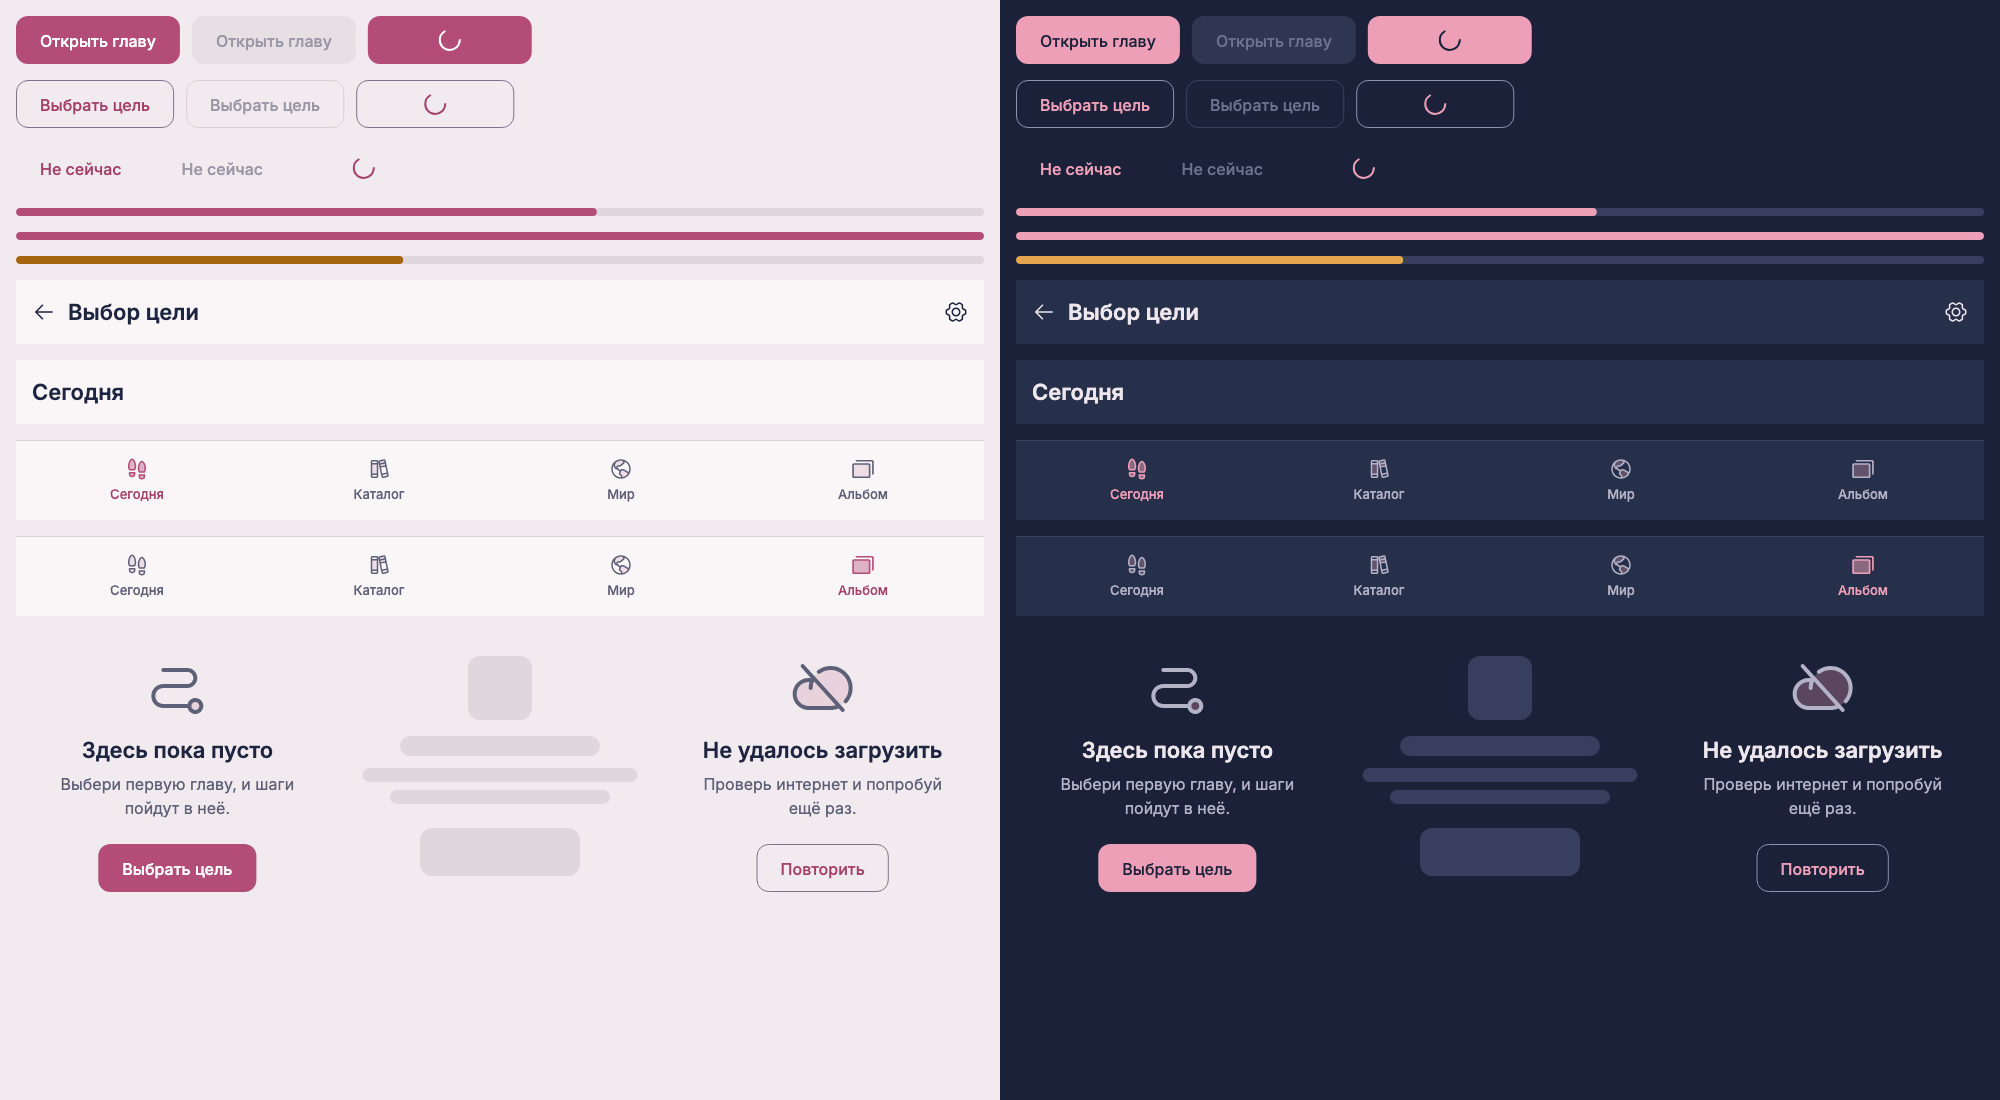 Открыть главу
Открыть главу
Выбрать цель
Выбрать цель
Не сейчас
Не сейчас
Выбор цели
Сегодня
Сегодня
Каталог
Мир
Альбом
Сегодня
Каталог
Мир
Альбом
Здесь пока пусто
Выбери первую главу, и шаги
пойдут в неё.
Выбрать цель
Не удалось загрузить
Проверь интернет и попробуй
ещё раз.
Повторить
Открыть главу
Открыть главу
Выбрать цель
Выбрать цель
Не сейчас
Не сейчас
Выбор цели
Сегодня
Сегодня
Каталог
Мир
Альбом
Сегодня
Каталог
Мир
Альбом
Здесь пока пусто
Выбери первую главу, и шаги
пойдут в неё.
Выбрать цель
Не удалось загрузить
Проверь интернет и попробуй
ещё раз.
Повторить